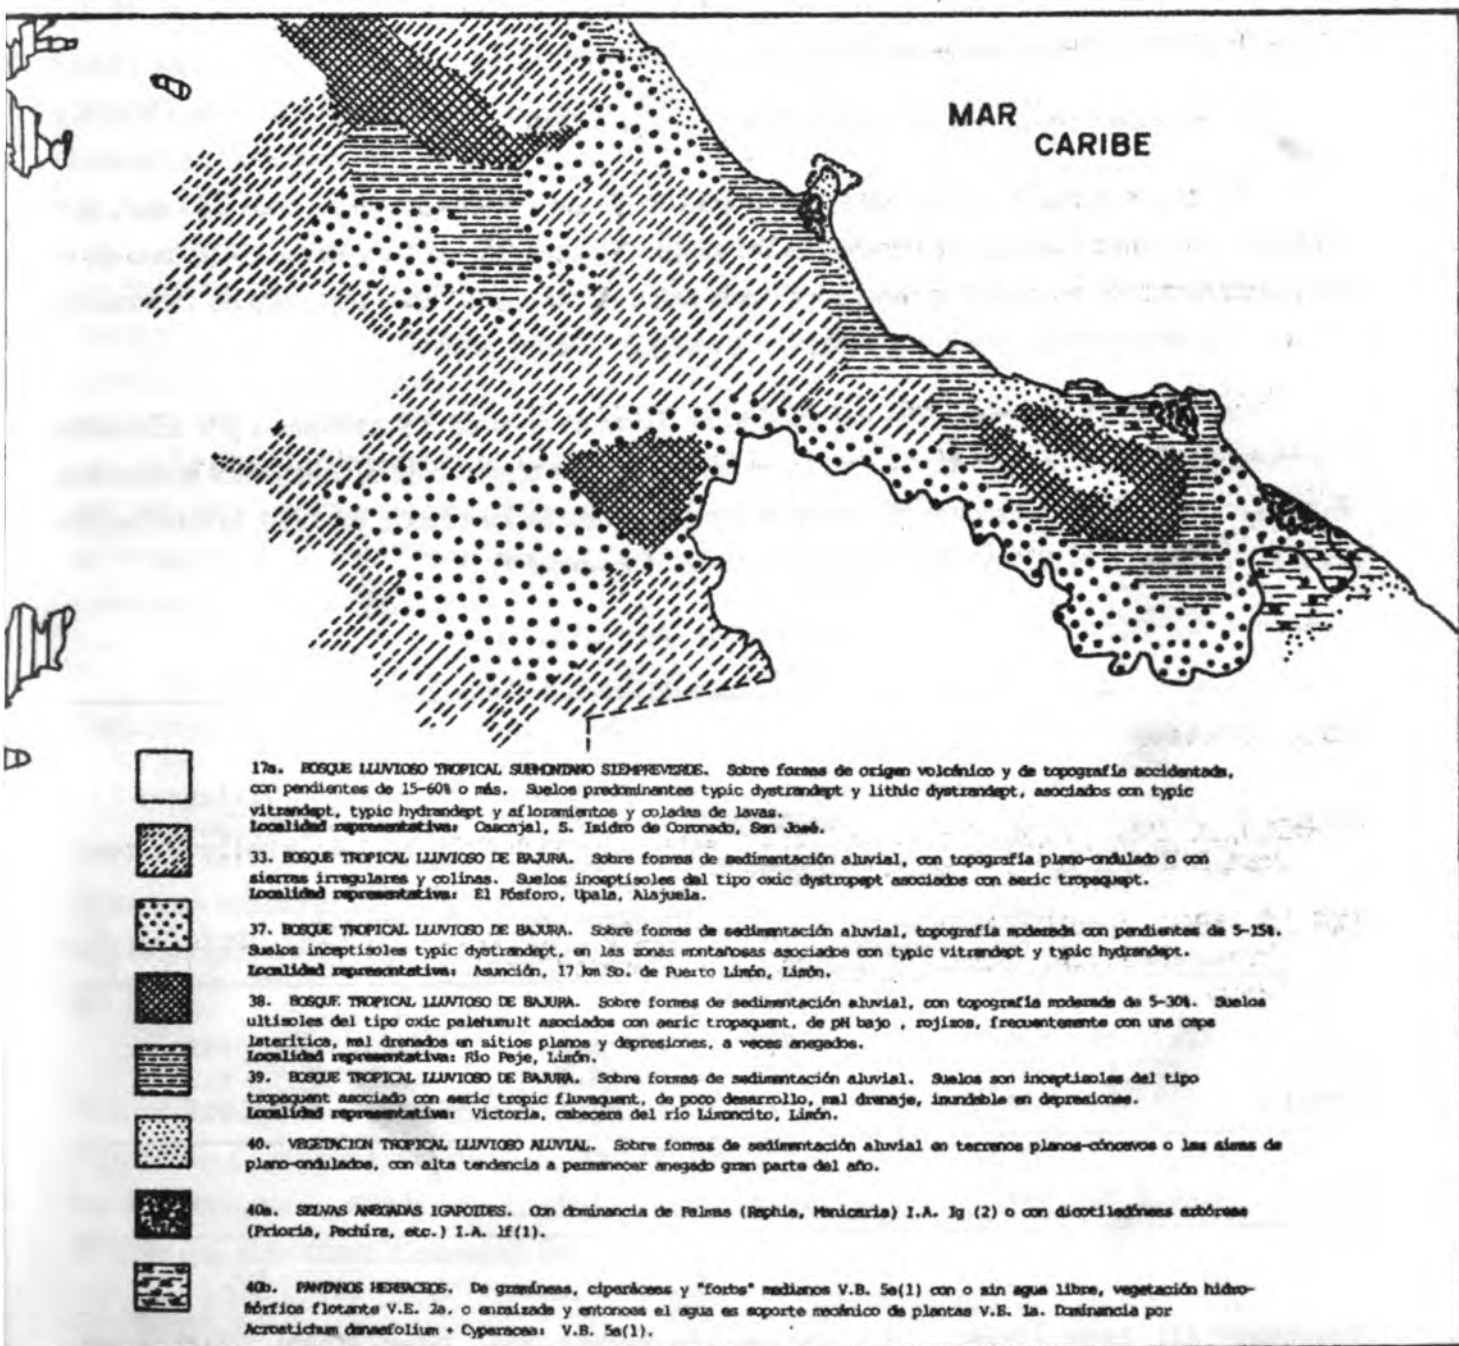 MAR
CARIBE
17a. BOSQUE LLUVIOSO TROPICAL SUBMONTANO SIEMPREVERDE. Sobre formas de origen volcánico y de topografía accidentada,
con pendientes de 15-60% o más. Suelos predominantes typic dystrandept y lithic dystrandept, asociados con typic
vitrandept, typic hydrandept y afloramientos y coladas de lavas.
Localidad representativa: Cascajal, S. Isidro de Coronado, San José.
33. BOSQUE TROPICAL LLUVIOSO DE BAJURA. Sobre formas de sedimentación aluvial, con topografía plano-ondulado o con
sierras irregulares y colinas. Suelos inceptisoles del tipo oxic dystropept asociados con aeric tropaquept.
Localidad representativa: El Fósforo, Upala, Alajuela.
37. BOSQUE TROPICAL LLUVIOSO DE BAJURA. Sobre formas de sedimentación aluvial, topografía moderada con pendientes de 5-15%.
Suelos inceptisoles typic dystrandept, en las zonas montañosas asociados con typic vitrandept y typic hydrandept.
Localidad representativa: Asunción, 17 km So. de Puerto Limón, Limón.
38. BOSQUE TROPICAL LLUVIOSO DE BAJURA. Sobre formas de sedimentación aluvial, con topografía moderada de 5-30%. Suelos
ultisoles del tipo oxic palehumult asociados con aeric tropaquent, de pH bajo , rojizos, frecuentemente con una capa
laterítica, mal drenados en sitios planos y depresiones, a veces anegados.
Localidad representativa: Río Peje, Limón.
39. BOSQUE TROPICAL LLUVIOSO DE BAJURA. Sobre formas de sedimentación aluvial. Suelos son inceptisoles del tipo
tropaquent asociado con aeric tropic fluvaquent, de poco desarrollo, mal drenaje, inundable en depresiones.
Localidad representativa: Victoria, cabecera del río Limoncito, Limón.
40. VEGETACION TROPICAL LLUVIOSO ALUVIAL. Sobre formas de sedimentación aluvial en terrenos planos-cóncavos o las simas de
plano-ondulados, con alta tendencia a permanecer anegado gran parte del año.
40a. SELVAS ANEGADAS IGAPOIDES. Con dominancia de Palmas (Raphia, Manicaria) I.A. 1g (2) o con dicotiledóneas arbóreas
(Prioria, Pachira, etc.) I.A. 1f(1).
40b. PANTANOS HERBACEOS. De gramíneas, ciperáceas y "forbs" medianos V.B. 5a(1) con o sin agua libre, vegetación hidro-
mórfica flotante V.E. 2a. o enraizada y entonces el agua es soporte mecánico de plantas V.E. 1a. Dominancia por
Acrostichum danaefolium + Cyperacea: V.B. 5a(1).